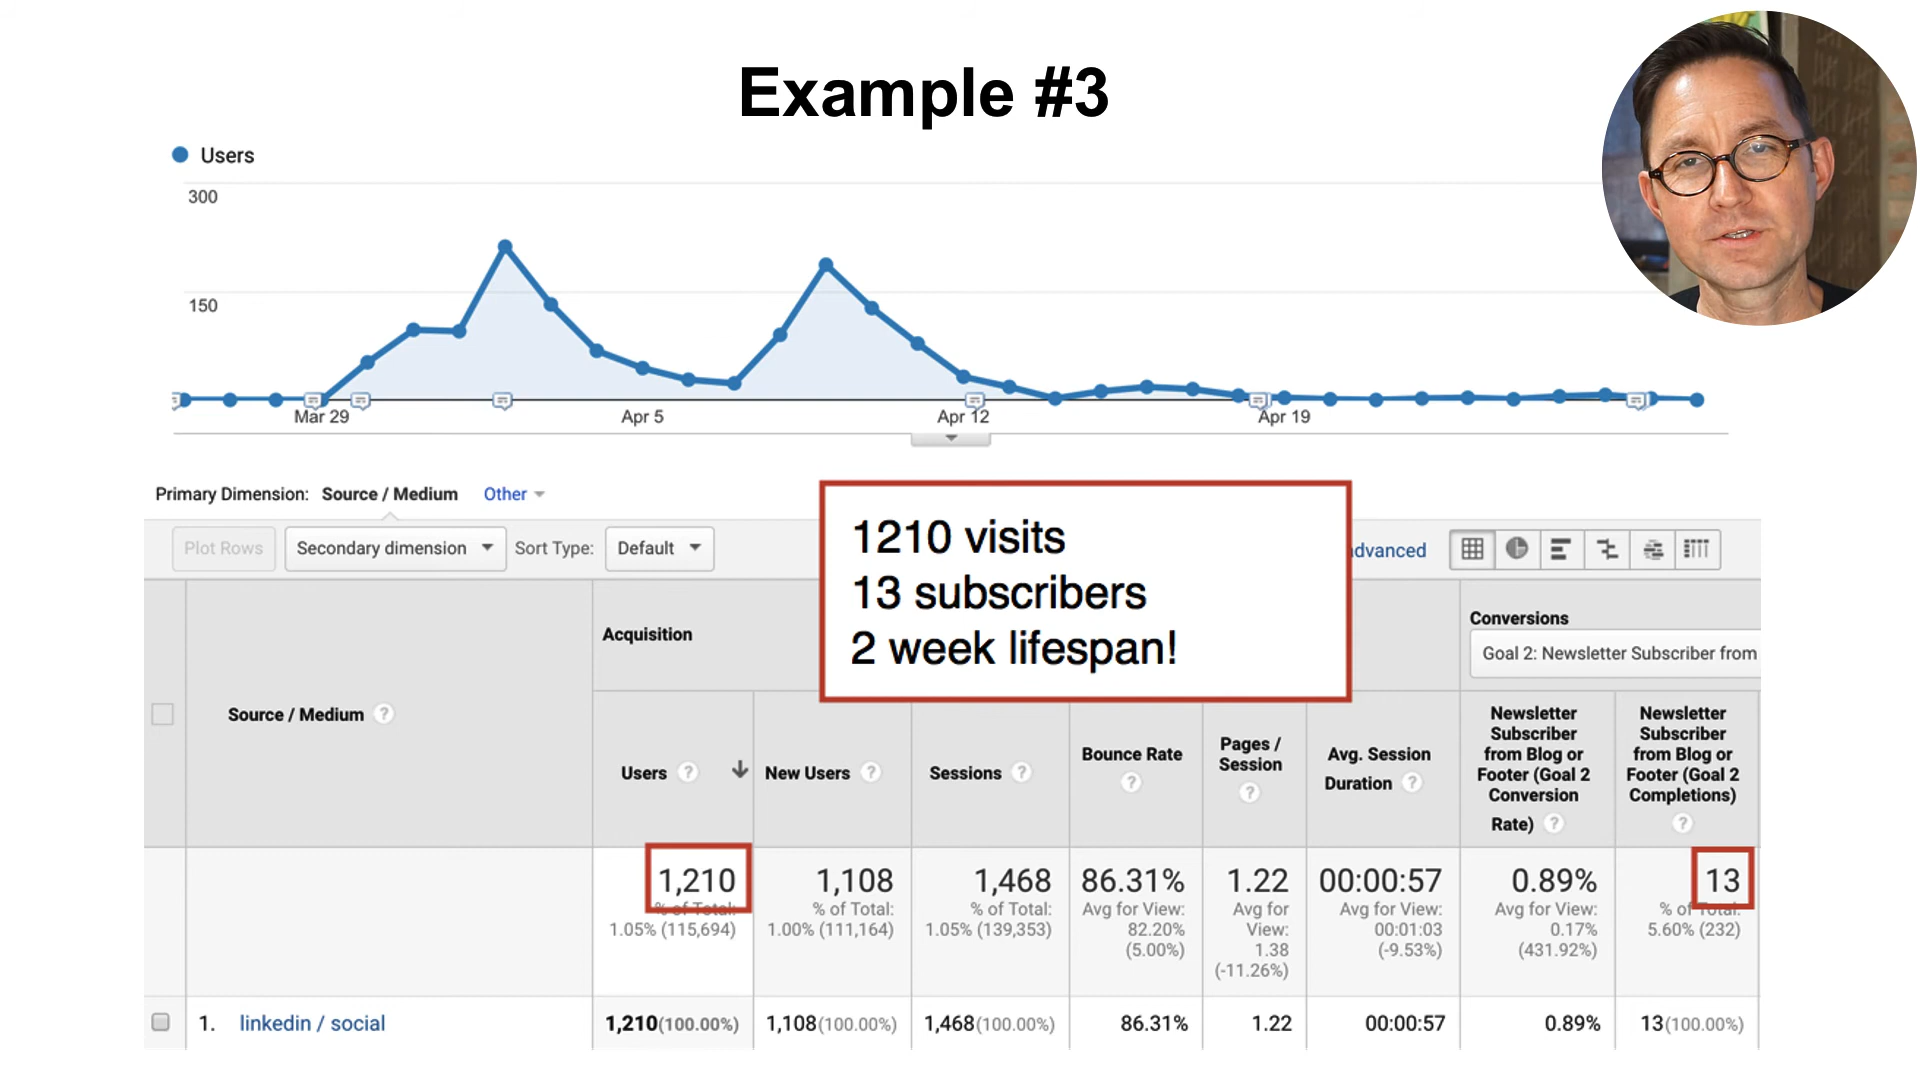 Example #3
Users
300
150
Mar 29
Apr 5
Apr 12
Apr 19
Primary Dimension: Source / Medium Other
Plot Rows Secondary dimension Sort Type: Default
dvanced
1210 visits
13 subscribers
2 week lifespan!
Acquisition
Conversions
Goal 2: Newsletter Subscriber from
Source / Medium ?
Users ?
New Users ?
Sessions ?
Bounce Rate
?
Pages /
Session
?
Avg. Session
Duration ?
Newsletter
Subscriber
from Blog or
Footer (Goal 2
Conversion
Rate) ?
Newsletter
Subscriber
from Blog or
Footer (Goal 2
Completions)
?
1,210
% of Total:
1.05% (115,694)
1,108
% of Total:
1.00% (111,164)
1,468
% of Total:
1.05% (139,353)
86.31%
Avg for View:
82.20%
(5.00%)
1.22
Avg for
View:
1.38
(-11.26%)
00:00:57
Avg for View:
00:01:03
(-9.53%)
0.89%
Avg for View:
0.17%
(431.92%)
13
% of Total:
5.60% (232)
1. linkedin / social 1,210(100.00%) 1,108(100.00%) 1,468(100.00%) 86.31% 1.22 00:00:57 0.89% 13(100.00%)